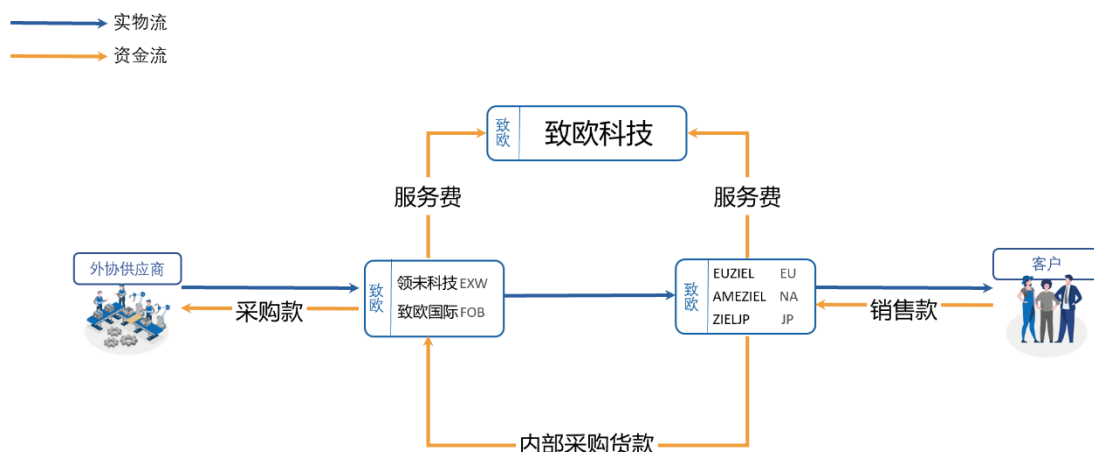 实物流
资金流
致欧
致欧科技
服务费
服务费
外协供应商
采购款
致欧
领未科技 EXW
致欧国际 FOB
致欧
EUZIEL EU
AMEZIEL NA
ZIELJP JP
客户
销售款
内部采购货款